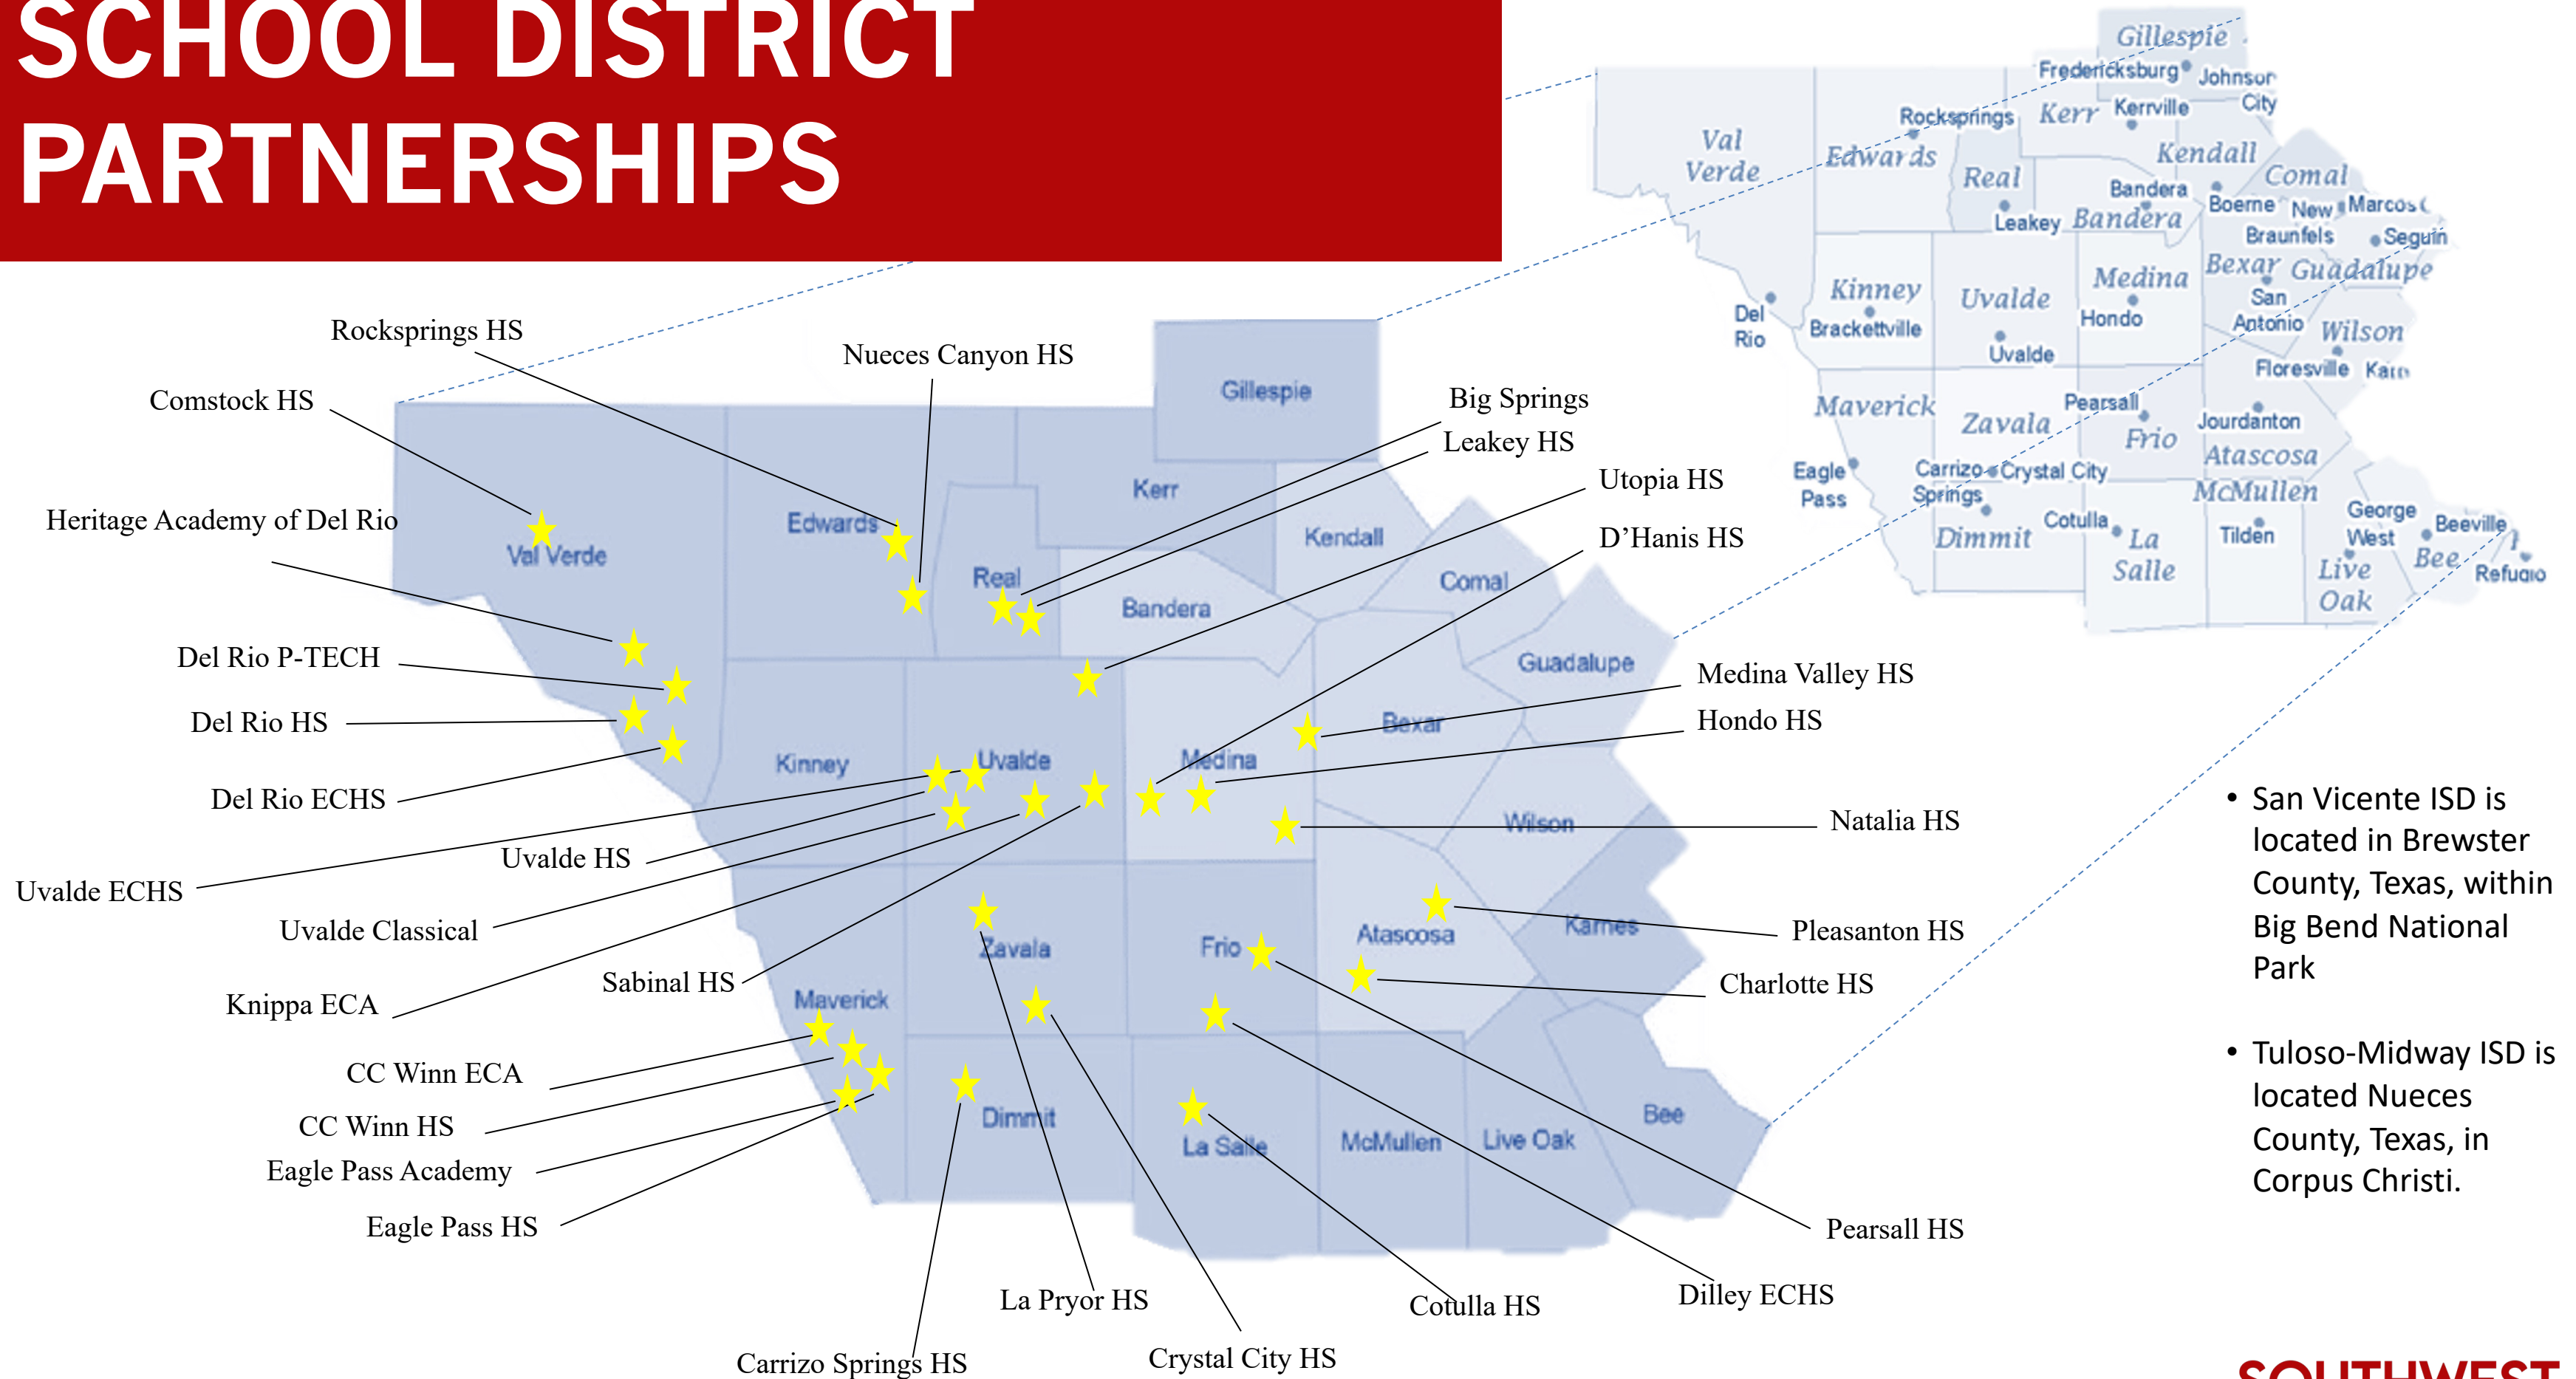 SCHOOL DISTRICT
PARTNERSHIPS
Rocksprings HS
Nueces Canyon HS
Comstock HS
Big Springs
Leakey HS
Heritage Academy of Del Rio
Utopia HS
D’Hanis HS
Del Rio P-TECH
Medina Valley HS
Del Rio HS
Hondo HS
Del Rio ECHS
Natalia HS
Uvalde HS
Uvalde ECHS
Uvalde Classical
Pleasanton HS
Sabinal HS
Charlotte HS
Knippa ECA
CC Winn ECA
CC Winn HS
Eagle Pass Academy
Eagle Pass HS
Pearsall HS
La Pryor HS
Cotulla HS
Dilley ECHS
Carrizo Springs HS
Crystal City HS
Gillespie
Kerr
Edwards
Kendall
Val Verde
Real
Comal
Bandera
Guadalupe
Bexar
Kinney
Uvalde
Medina
Wilson
Zavala
Frio
Atascosa
Karnes
Maverick
Dimmit
La Salle
McMullen
Live Oak
Bee
Gillespie
Fredericksburg
Johnson
City
Kerr
Kerrville
Rocksprings
Val
Verde
Edwards
Kendall
Real
Comal
Bandera
Boerne
New
Braunfels
Marcos
Leakey
Bandera
Seguin
Bexar
Guadalupe
Kinney
Uvalde
Medina
San
Antonio
Del
Rio
Brackettville
Hondo
Wilson
Uvalde
Floresville
Maverick
Zavala
Pearsall
Frio
Jourdanton
Atascosa
Eagle
Pass
Carrizo
Springs
Crystal City
McMullen
Dimmit
Cotulla
La
Salle
Tilden
George
West
Beeville
Live
Oak
Bee
Refugio
• San Vicente ISD is
located in Brewster
County, Texas, within
Big Bend National
Park
• Tuloso-Midway ISD is
located Nueces
County, Texas, in
Corpus Christi.
SOUTHWEST